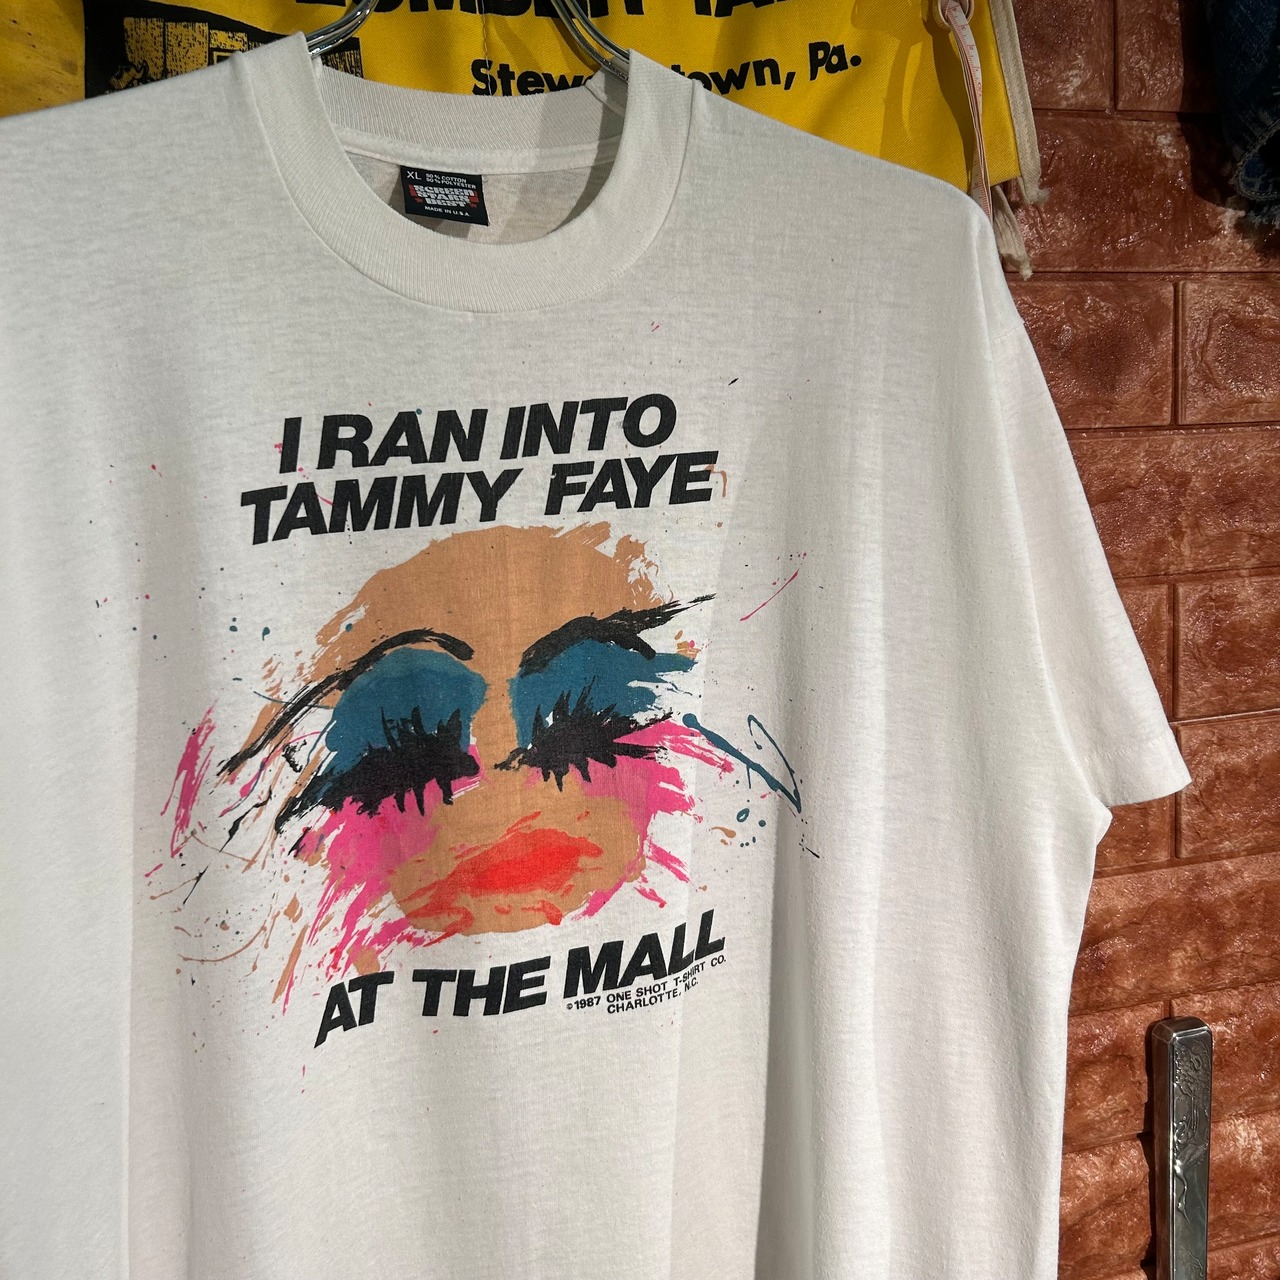 Stew
town, Pa.
XL 50% COTTON
50% POLYESTER
SCREEN
STARS
BEST
MADE IN U.S.A.
I RAN INTO
TAMMY FAYE
AT THE MALL
©1987 ONE SHOT T-SHIRT CO.
CHARLOTTE, N.C.